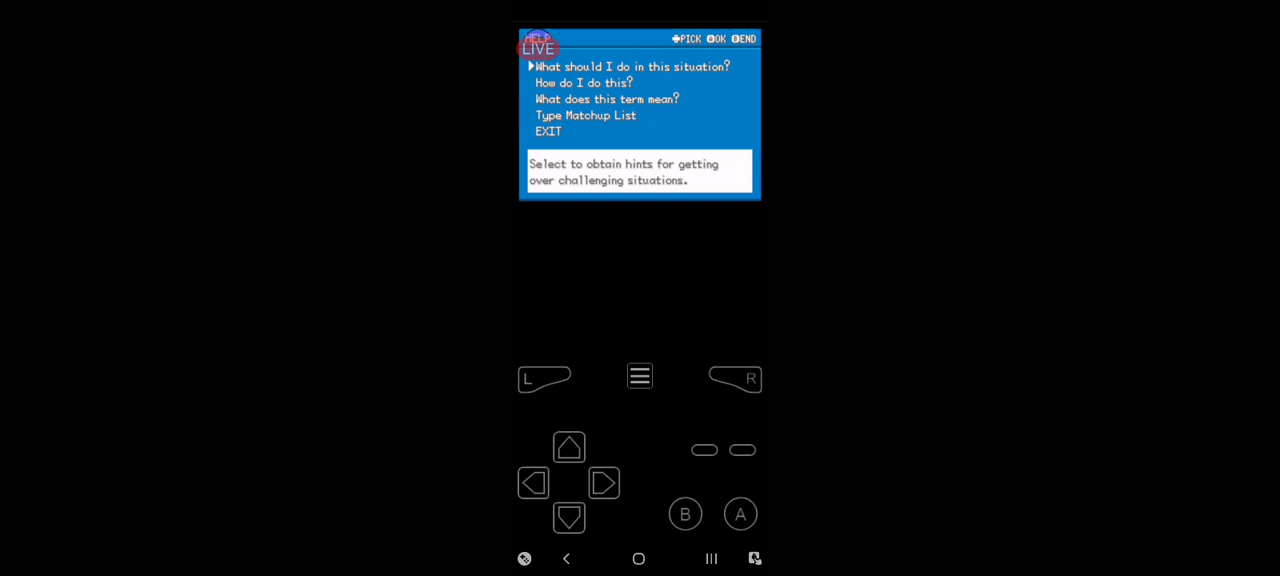 HELP
LIVE
PICK OK END
What should I do in this situation?
How do I do this?
What does this term mean?
Type Matchup List
EXIT
Select to obtain hints for getting
over challenging situations.
L
R
B
A